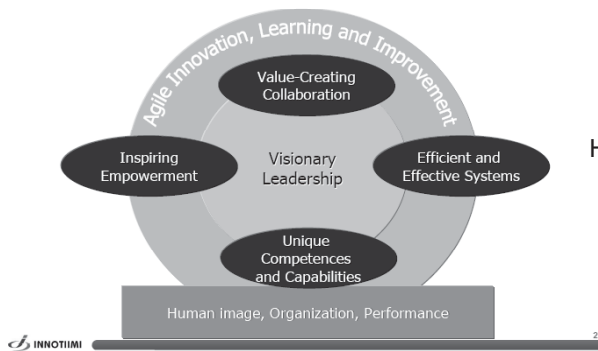 Agile Innovation, Learning and Improvement
Value-Creating
Collaboration
Inspiring
Empowerment
Visionary
Leadership
Efficient and
Effective Systems
H
Unique
Competences
and Capabilities
Human image, Organization, Performance
INNOTIIMI
2